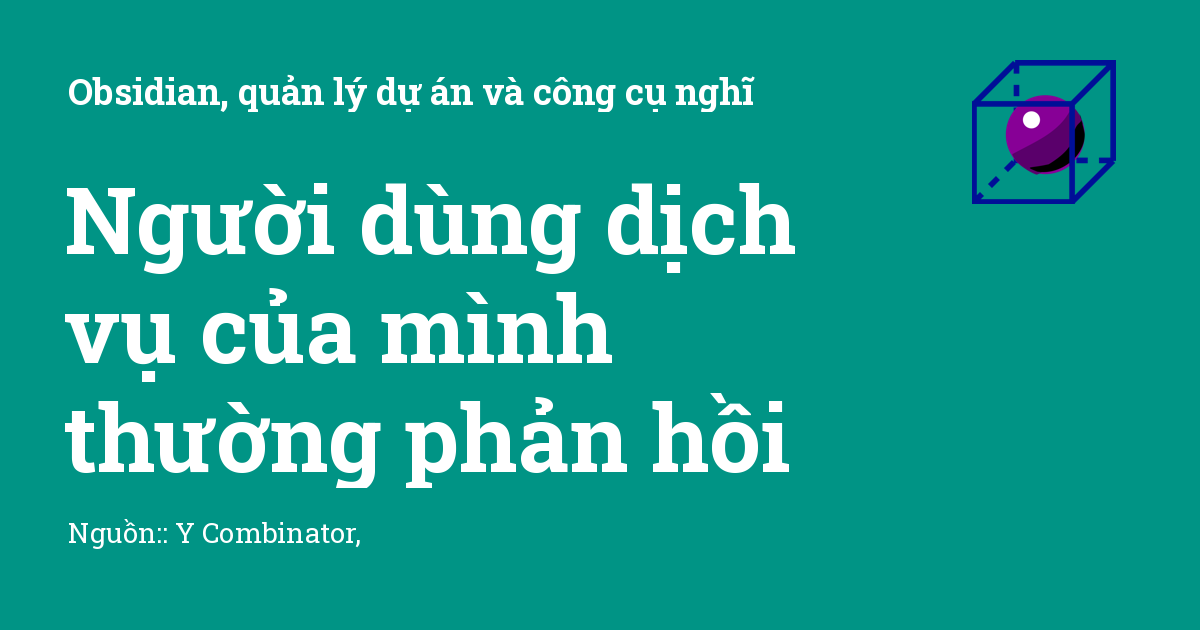 Obsidian, quản lý dự án và công cụ nghĩ
Người dùng dịch
vụ của mình
thường phản hồi
Nguồn:: Y Combinator,